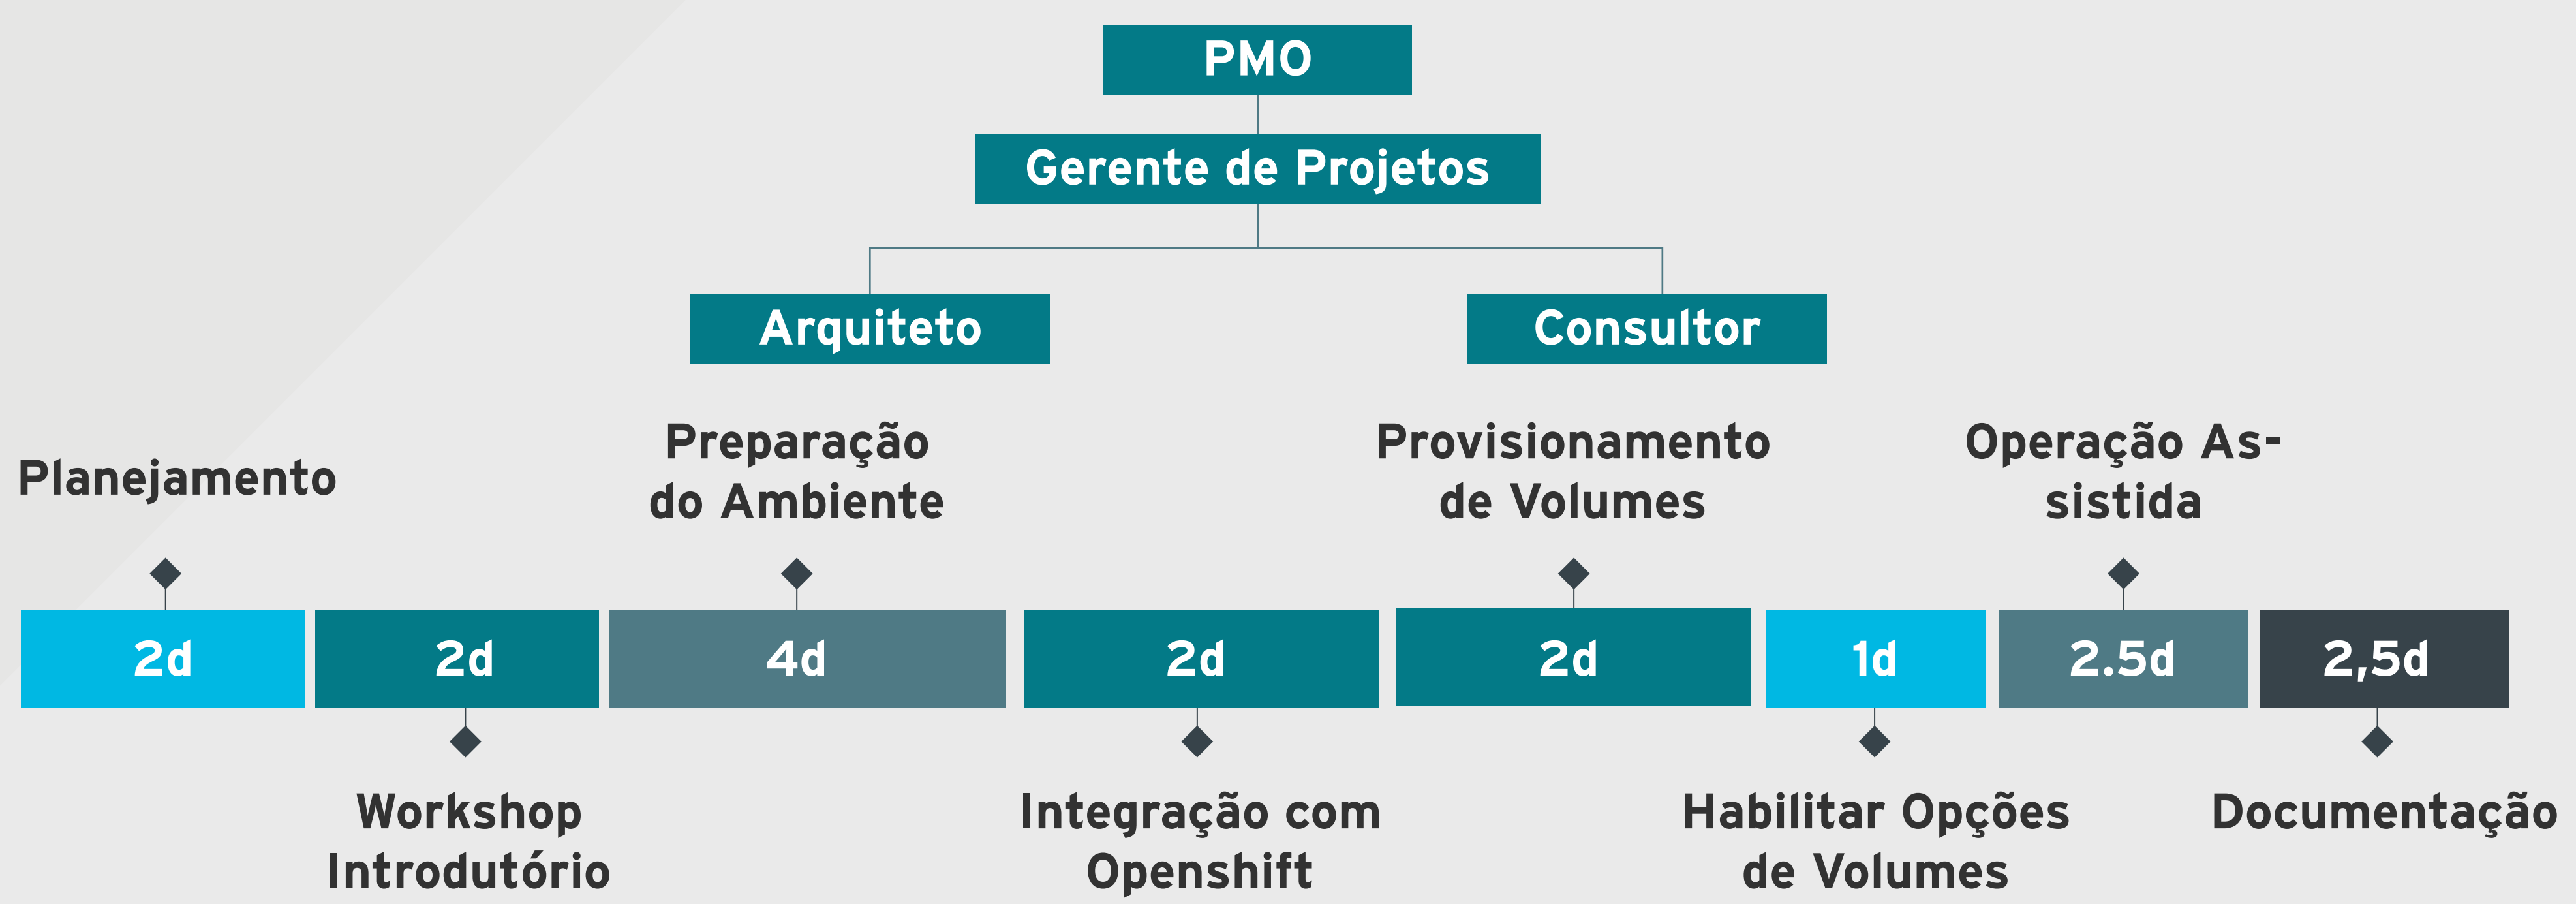 PMO
Gerente de Projetos
Arquiteto
Consultor
Planejamento
Preparação
do Ambiente
Provisionamento
de Volumes
Operação As-
sistida
2d
2d
4d
2d
2d
1d
2.5d
2,5d
Workshop
Introdutório
Integração com
Openshift
Habilitar Opções
de Volumes
Documentação